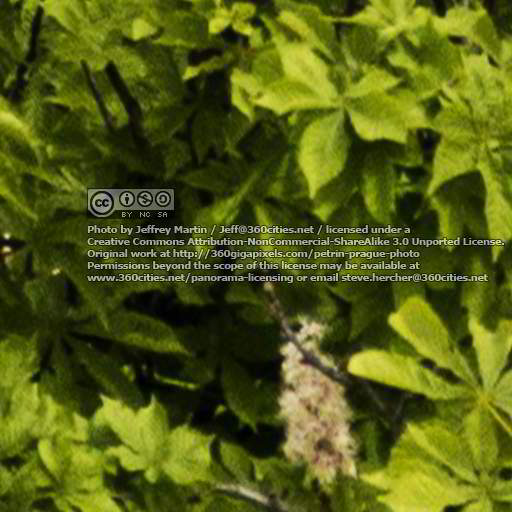 cc
BY NC SA
Photo by Jeffrey Martin / Jeff@360cities.net / licensed under a
Creative Commons Attribution-NonCommercial-ShareAlike 3.0 Unported License.
Original work at http://360gigapixels.com/petrin-prague-photo
Permissions beyond the scope of this license may be available at
www.360cities.net/panorama-licensing or email steve.hercher@360cities.net